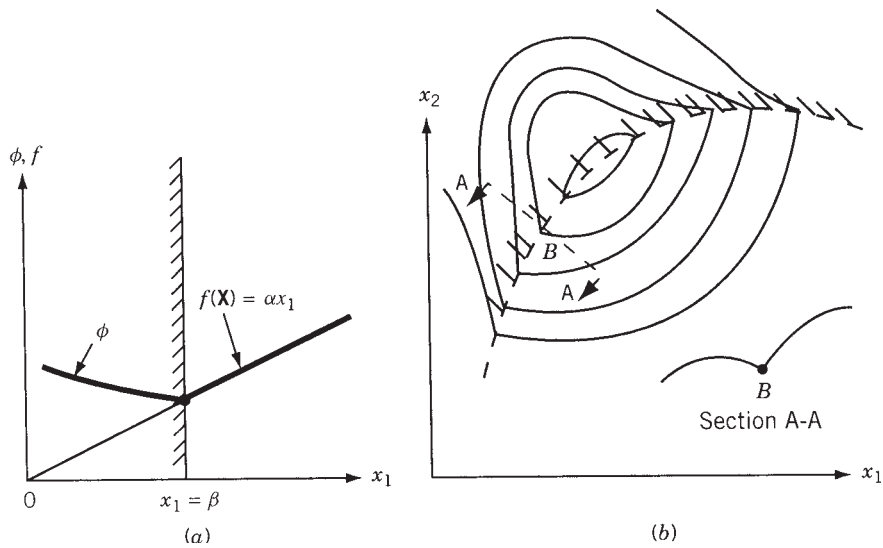 ϕ, f
f(X) = αx₁
ϕ
0
x₁ = β
x₁
(a)
x₂
A
B
A
B
Section A-A
x₁
(b)